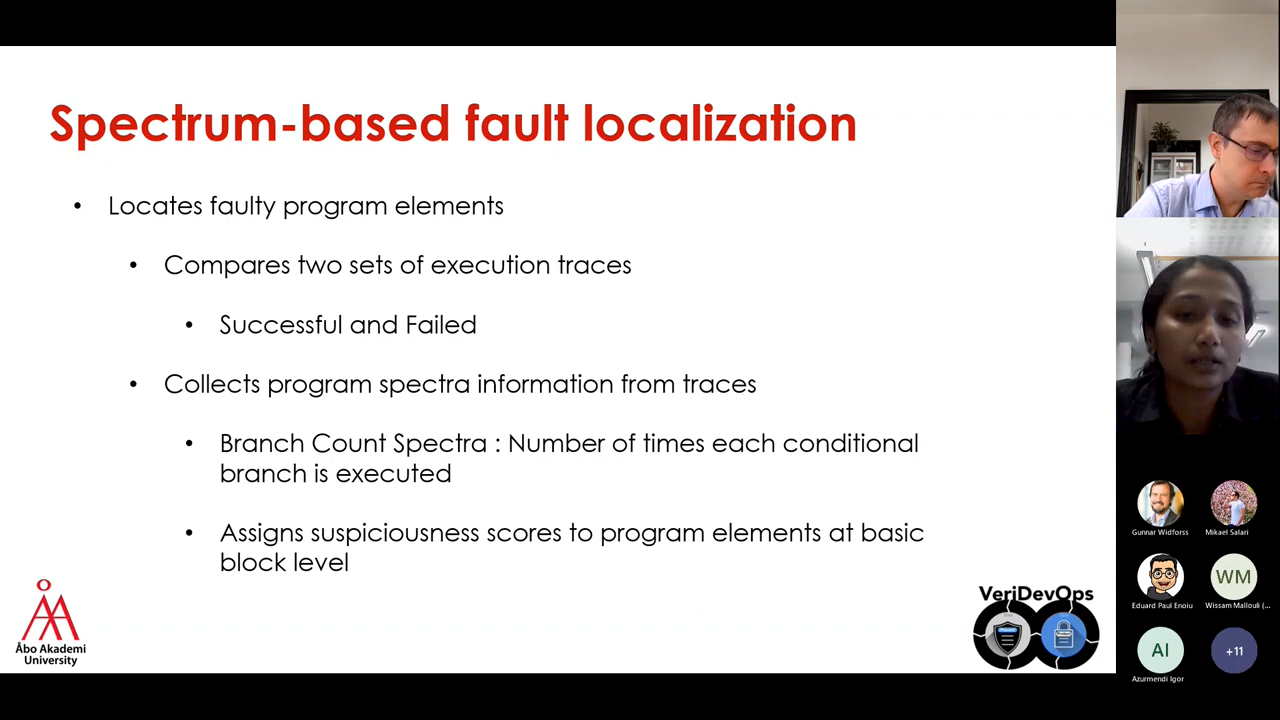 Spectrum-based fault localization
• Locates faulty program elements
• Compares two sets of execution traces
• Successful and Failed
• Collects program spectra information from traces
• Branch Count Spectra : Number of times each conditional
branch is executed
• Assigns suspiciousness scores to program elements at basic
block level
Åbo Akademi
University
VeriDevOps
Gunnar Widforss
Mikael Salari
Eduard Paul Enoiu
WM
Wissam Mallouli (...
AI
Azurmendi Igor
+11